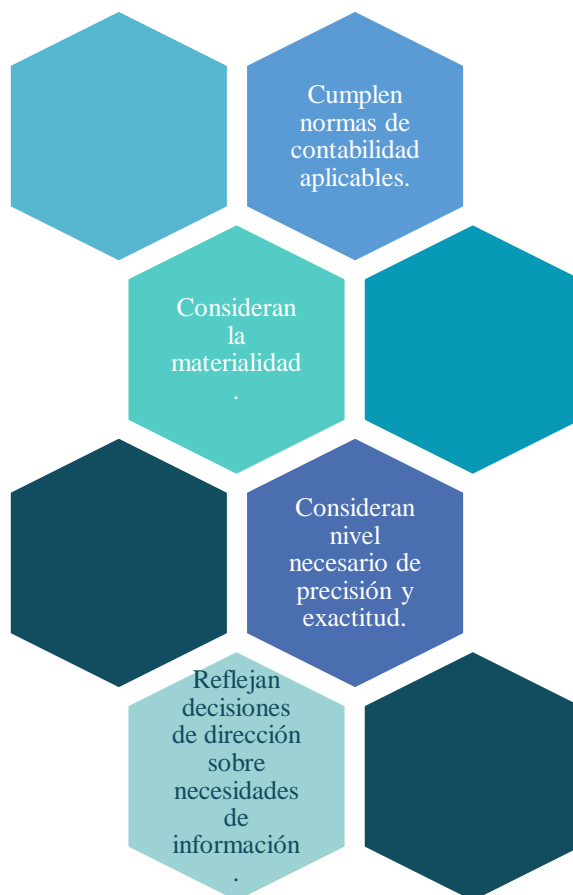 Cumplen
normas de
contabilidad
aplicables.
Consideran
la
materialidad
.
Consideran
nivel
necesario de
precisión y
exactitud.
Reflejan
decisiones
de dirección
sobre
necesidades
de
información
.